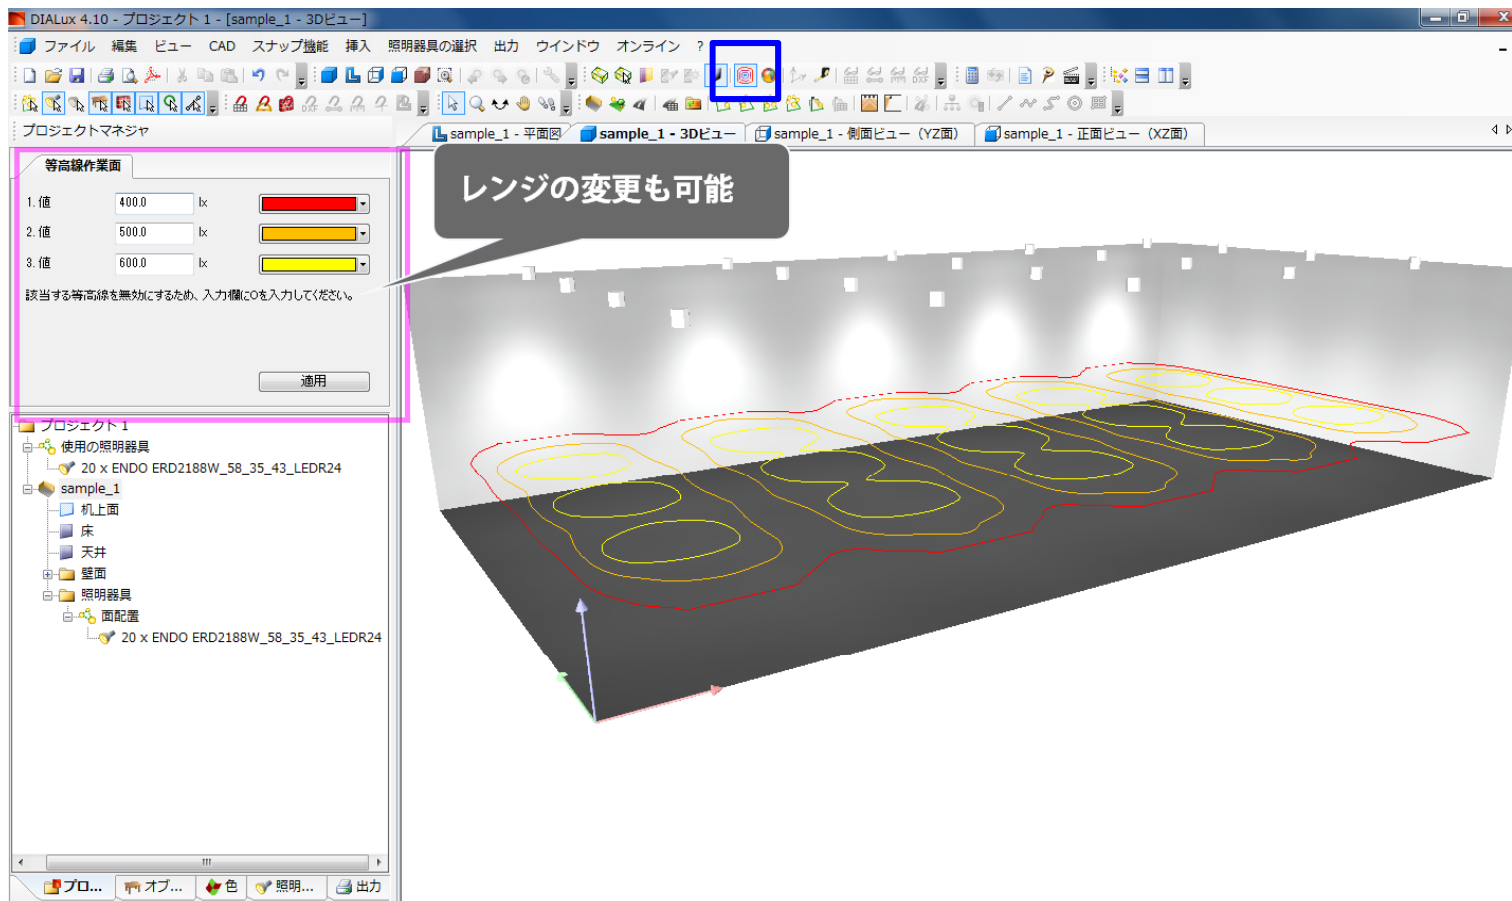 DIALux 4.10 - プロジェクト 1 - [sample_1 - 3Dビュー]
ファイル 編集 ビュー CAD スナップ機能 挿入 照明器具の選択 出力 ウインドウ オンライン ?
プロジェクトマネジャ
sample_1 - 平面図 sample_1 - 3Dビュー sample_1 - 側面ビュー (YZ面) sample_1 - 正面ビュー (XZ面)
等高線作業面
レンジの変更も可能
1. 値 400.0 lx
2. 値 500.0 lx
3. 値 600.0 lx
該当する等高線を無効にするため、入力欄に0を入力してください。
適用
プロジェクト 1
使用の照明器具
20 x ENDO ERD2188W_58_35_43_LEDR24
sample_1
机上面
床
天井
壁面
照明器具
面配置
20 x ENDO ERD2188W_58_35_43_LEDR24
プロ... オブ... 色 照明... 出力